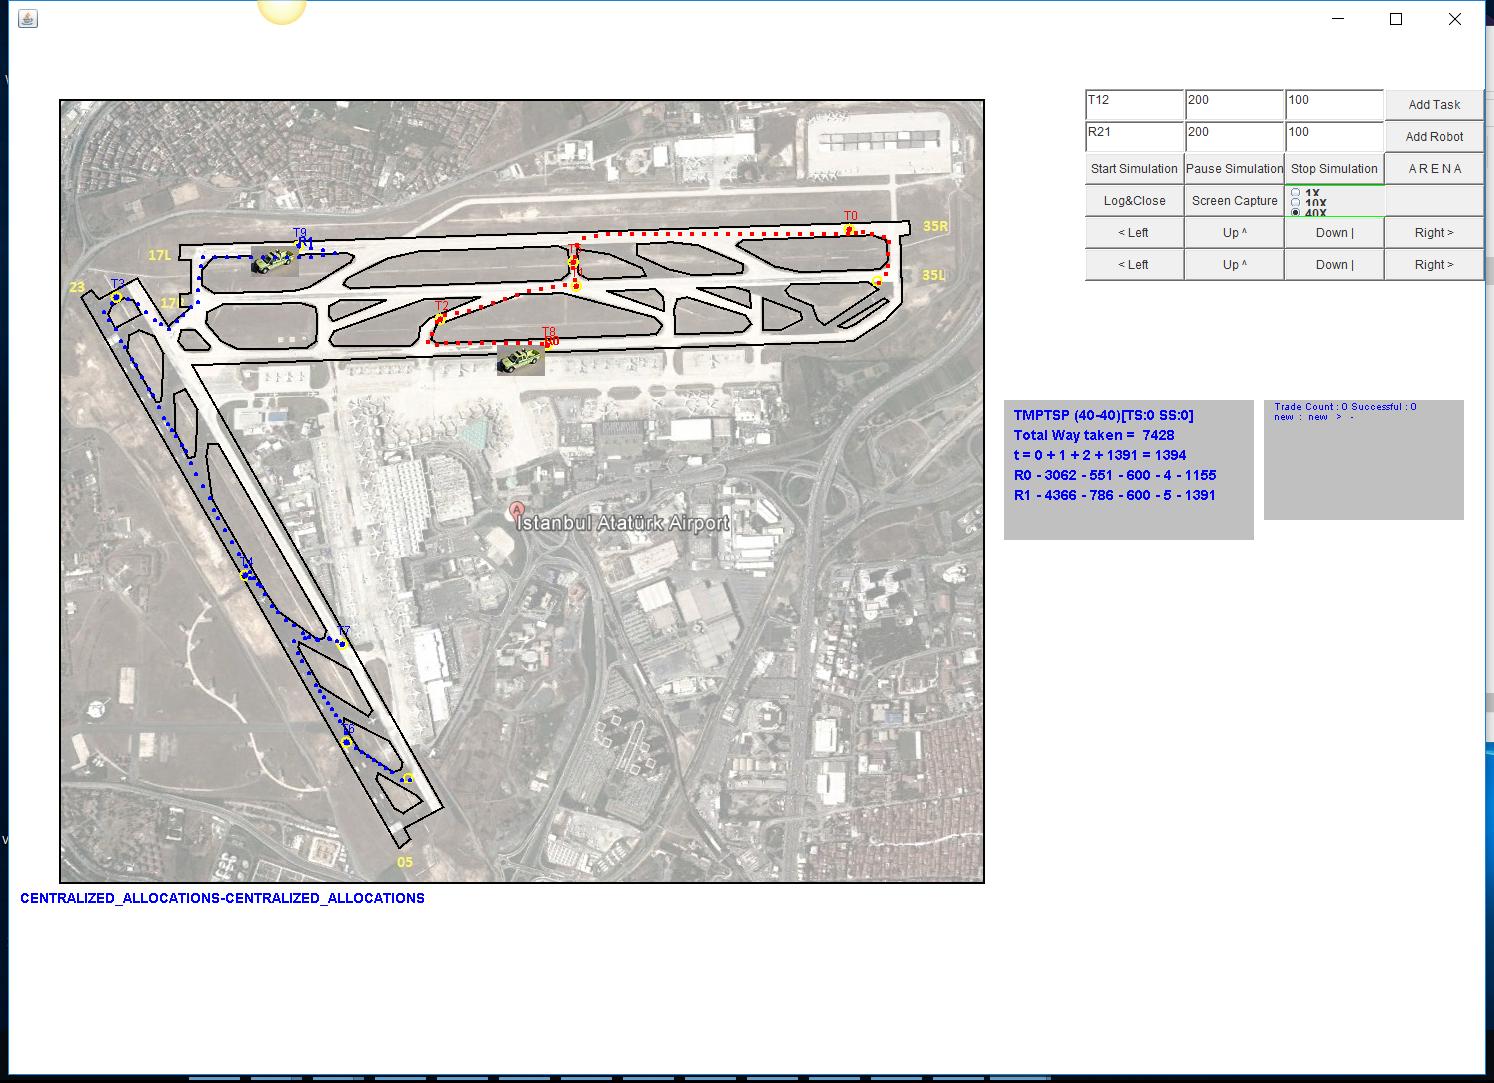 T12 200 100 Add Task
R21 200 100 Add Robot
Start Simulation Pause Simulation Stop Simulation A R E N A
Log&Close Screen Capture
1X
10X
40X
< Left Up ^ Down | Right >
< Left Up ^ Down | Right >
T0
35R
T9
R1
17L
35L
T3
23
T2
T8
R0
T4
T7
T6
05
A
İstanbul Atatürk Airport
TMPTSP (40-40)[TS:0 SS:0]
Total Way taken = 7428
t = 0 + 1 + 2 + 1391 = 1394
R0 - 3062 - 551 - 600 - 4 - 1155
R1 - 4366 - 786 - 600 - 5 - 1391
Trade Count : 0 Successful : 0
new : new > -
CENTRALIZED_ALLOCATIONS-CENTRALIZED_ALLOCATIONS